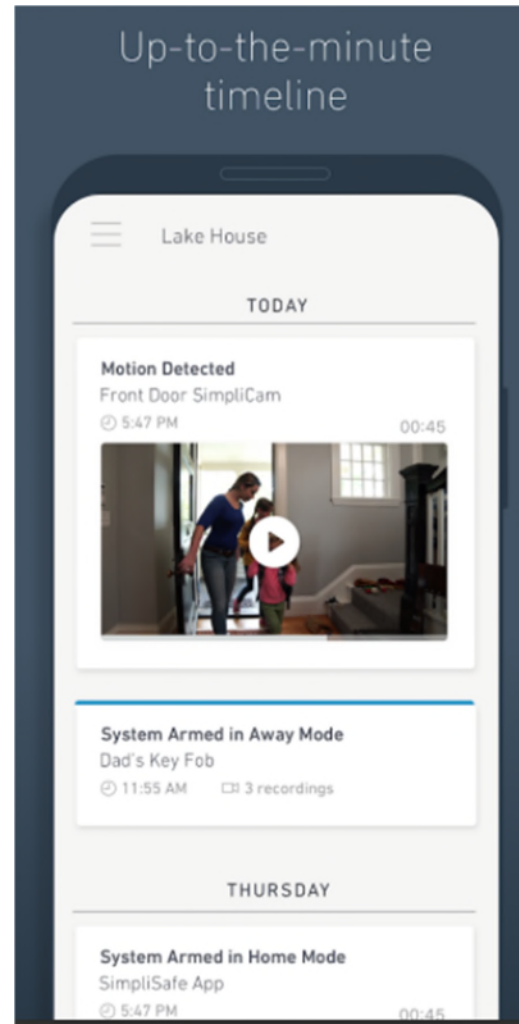 Up-to-the-minute
timeline
Lake House
TODAY
Motion Detected
Front Door SimpliCam
5:47 PM
00:45
System Armed in Away Mode
Dad's Key Fob
11:55 AM 3 recordings
THURSDAY
System Armed in Home Mode
SimpliSafe App
5:47 PM
00:45